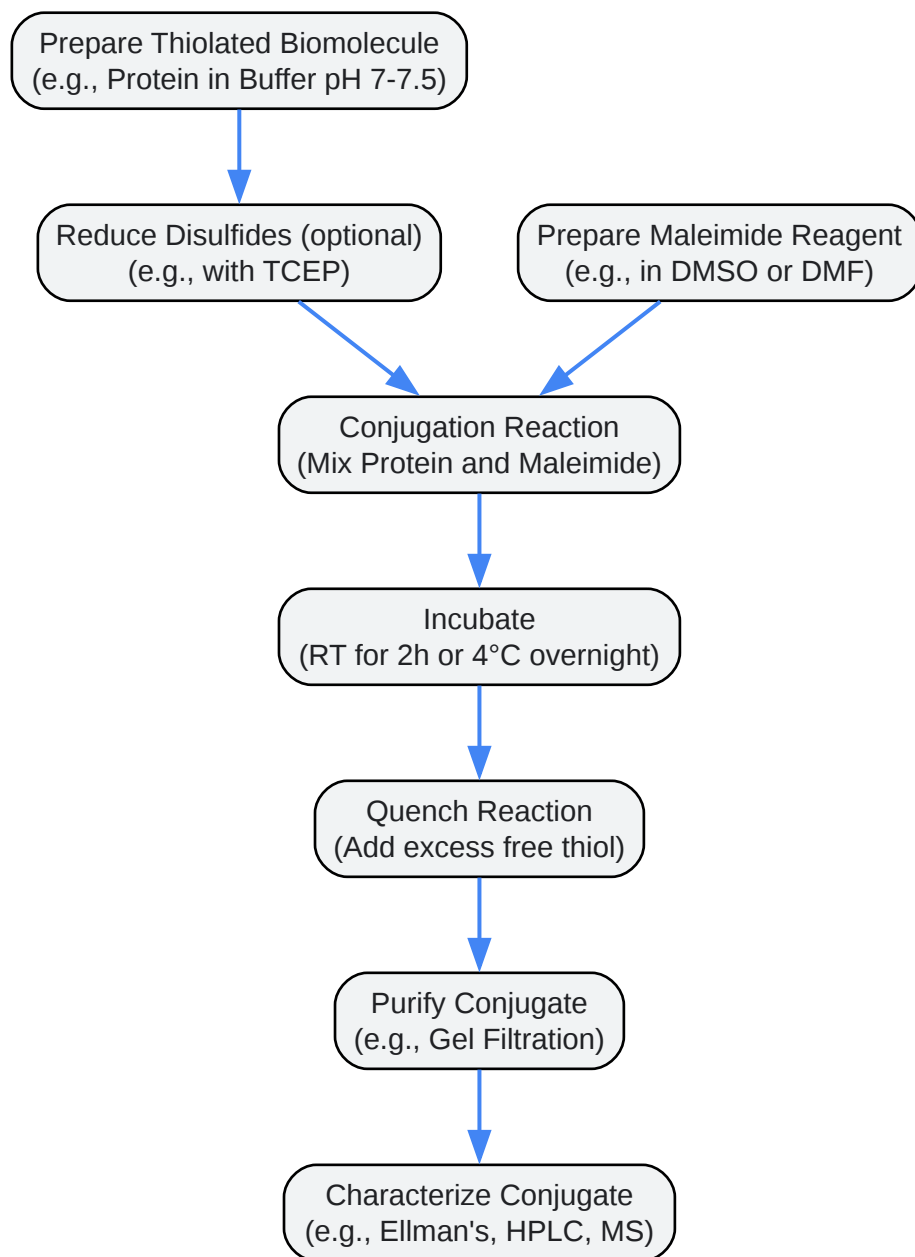 Prepare Thiolated Biomolecule
(e.g., Protein in Buffer pH 7-7.5)
Reduce Disulfides (optional)
(e.g., with TCEP)
Prepare Maleimide Reagent
(e.g., in DMSO or DMF)
Conjugation Reaction
(Mix Protein and Maleimide)
Incubate
(RT for 2h or 4°C overnight)
Quench Reaction
(Add excess free thiol)
Purify Conjugate
(e.g., Gel Filtration)
Characterize Conjugate
(e.g., Ellman's, HPLC, MS)